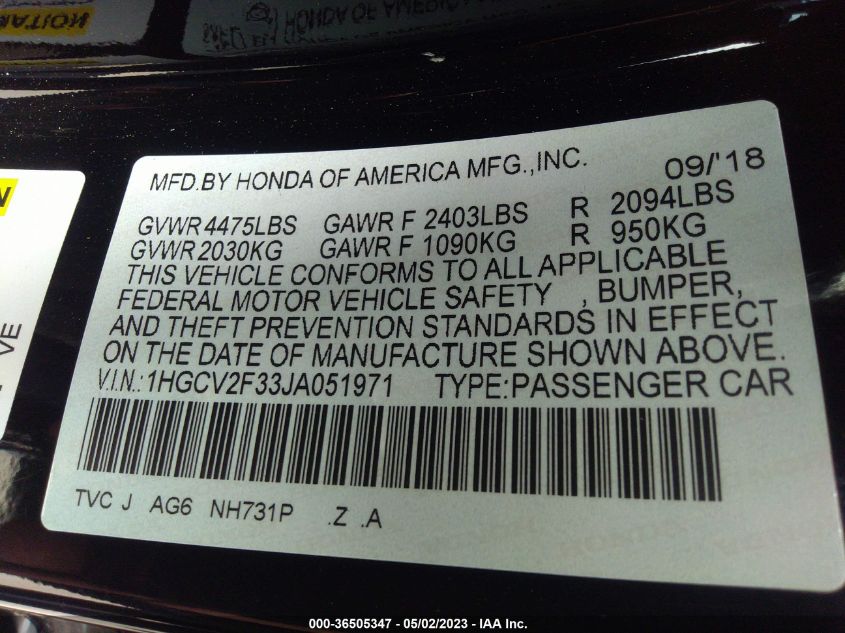 MFD.BY HONDA OF AMERICA MFG.,INC. 09/'18
GVWR 4475LBS GAWR F 2403LBS R 2094LBS
GVWR 2030KG GAWR F 1090KG R 950KG
THIS VEHICLE CONFORMS TO ALL APPLICABLE
FEDERAL MOTOR VEHICLE SAFETY , BUMPER,
AND THEFT PREVENTION STANDARDS IN EFFECT
ON THE DATE OF MANUFACTURE SHOWN ABOVE.
V.I.N.:1HGCV2F33JA051971 TYPE:PASSENGER CAR
TVC J AG6 NH731P .Z .A
VE
000-36505347 - 05/02/2023 - IAA Inc.